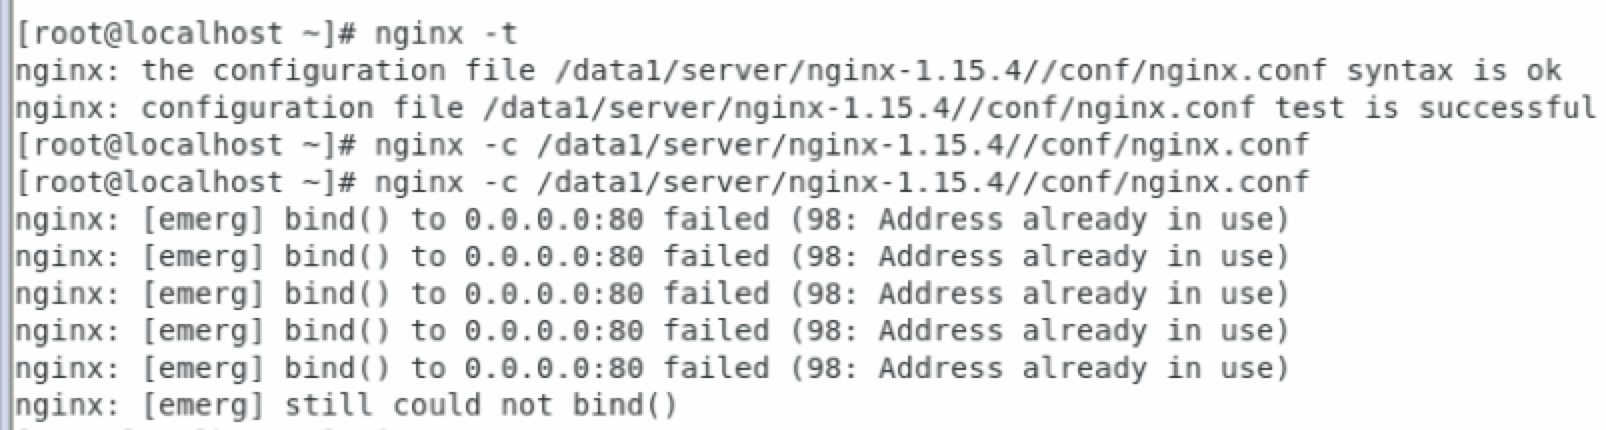 [root@localhost ~]# nginx -t
nginx: the configuration file /data1/server/nginx-1.15.4//conf/nginx.conf syntax is ok
nginx: configuration file /data1/server/nginx-1.15.4//conf/nginx.conf test is successful
[root@localhost ~]# nginx -c /data1/server/nginx-1.15.4//conf/nginx.conf
[root@localhost ~]# nginx -c /data1/server/nginx-1.15.4//conf/nginx.conf
nginx: [emerg] bind() to 0.0.0.0:80 failed (98: Address already in use)
nginx: [emerg] bind() to 0.0.0.0:80 failed (98: Address already in use)
nginx: [emerg] bind() to 0.0.0.0:80 failed (98: Address already in use)
nginx: [emerg] bind() to 0.0.0.0:80 failed (98: Address already in use)
nginx: [emerg] bind() to 0.0.0.0:80 failed (98: Address already in use)
nginx: [emerg] still could not bind()